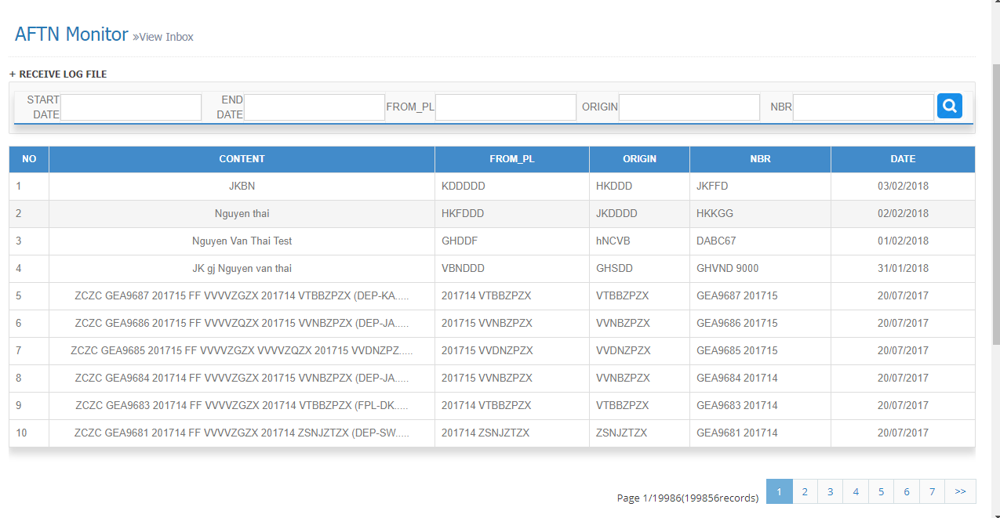 AFTN Monitor »View Inbox
+ RECEIVE LOG FILE
START DATE END DATE FROM_PL ORIGIN NBR
NO CONTENT FROM_PL ORIGIN NBR DATE
1 JKBN KDDDDD HKDDD JKFFD 03/02/2018
2 Nguyen thai HKFDDD JKDDDD HKKGG 02/02/2018
3 Nguyen Van Thai Test GHDDF hNCVB DABC67 01/02/2018
4 JK gj Nguyen van thai VBNDDD GHSDD GHVND 9000 31/01/2018
5 ZCZC GEA9687 201715 FF VVVVZGZX 201714 VTBBZPZX (DEP-KA..... 201714 VTBBZPZX VTBBZPZX GEA9687 201715 20/07/2017
6 ZCZC GEA9686 201715 FF VVVVZQZX 201715 VVNBZPZX (DEP-JA..... 201715 VVNBZPZX VVNBZPZX GEA9686 201715 20/07/2017
7 ZCZC GEA9685 201715 FF VVVVZGZX VVVVZQZX 201715 VVDNZPZ..... 201715 VVDNZPZX VVDNZPZX GEA9685 201715 20/07/2017
8 ZCZC GEA9684 201714 FF VVVVZGZX 201715 VVNBZPZX (DEP-JA..... 201715 VVNBZPZX VVNBZPZX GEA9684 201714 20/07/2017
9 ZCZC GEA9683 201714 FF VVVVZGZX 201714 VTBBZPZX (FPL-DK..... 201714 VTBBZPZX VTBBZPZX GEA9683 201714 20/07/2017
10 ZCZC GEA9681 201714 FF VVVVZGZX 201714 ZSNJZTZX (DEP-SW..... 201714 ZSNJZTZX ZSNJZTZX GEA9681 201714 20/07/2017
Page 1/19986(199856records) 1 2 3 4 5 6 7 >>